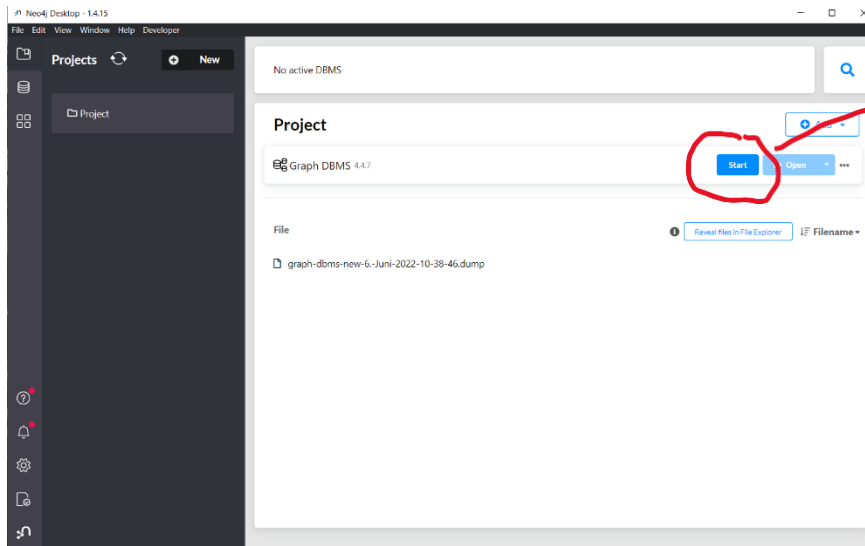 Neo4j Desktop - 1.4.15
File Edit View Window Help Developer
Projects
New
Project
No active DBMS
Project
Graph DBMS 4.4.7
Start
Open
File
Reveal files in File Explorer
Filename
graph-dbms-new-6.-Juni-2022-10-38-46.dump